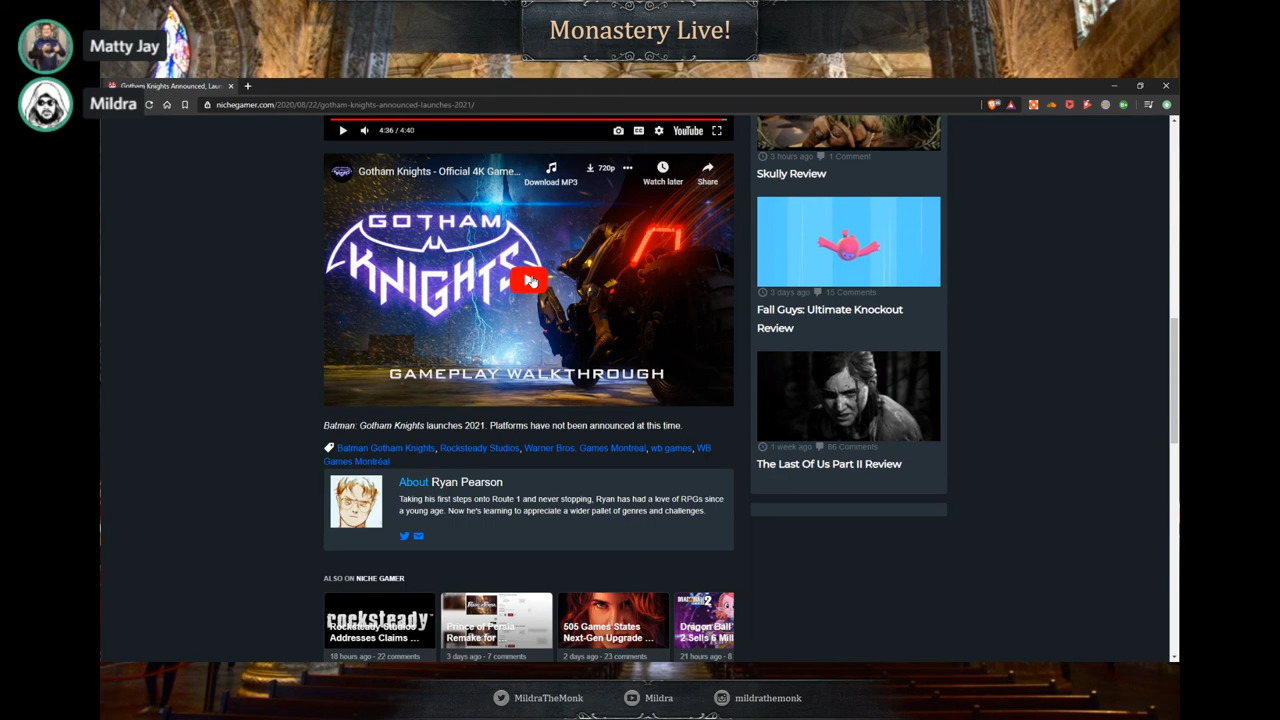 Monastery Live!
Matty Jay
Mildra
Gotham Knights Announced, Laun
nichegamer.com/2020/08/22/gotham-knights-announced-launches-2021/
4:36 / 4:40
CC
YouTube
Gotham Knights - Official 4K Game...
Download MP3
720p
Watch later
Share
GOTHAM
KNIGHTS
GAMEPLAY WALKTHROUGH
Batman: Gotham Knights launches 2021. Platforms have not been announced at this time.
Batman Gotham Knights, Rocksteady Studios, Warner Bros. Games Montreal, wb games, WB
Games Montréal
About Ryan Pearson
Taking his first steps onto Route 1 and never stopping, Ryan has had a love of RPGs since
a young age. Now he's learning to appreciate a wider pallet of genres and challenges.
ALSO ON NICHE GAMER
rocksteady
Rocksteady Studios
Addresses Claims ...
18 hours ago - 22 comments
Prince of Persia
Remake for ...
3 days ago - 7 comments
505 Games States
Next-Gen Upgrade ...
2 days ago - 23 comments
Dragon Ball
2 Sells 6 Mill
21 hours ago - 8
3 hours ago 1 Comment
Skully Review
3 days ago 15 Comments
Fall Guys: Ultimate Knockout
Review
1 week ago 86 Comments
The Last Of Us Part II Review
MildraTheMonk
Mildra
mildrathemonk